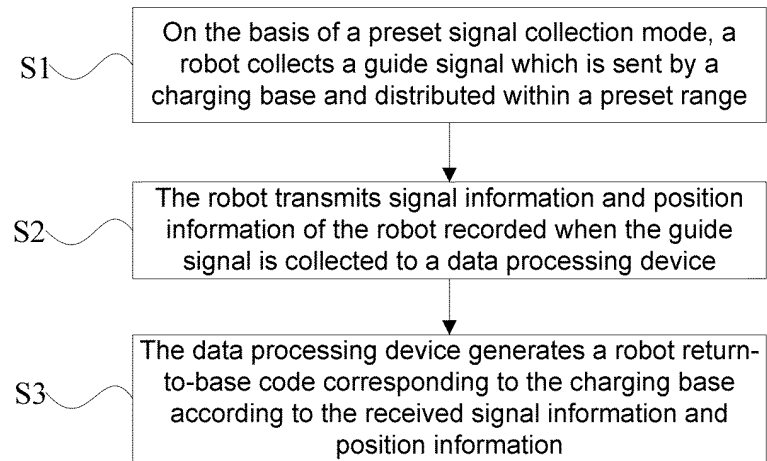 On the basis of a preset signal collection mode, a
S1
robot collects a guide signal which is sent by a
charging base and distributed within a preset range
The robot transmits signal information and position
S2
information of the robot recorded when the guide
signal is collected to a data processing device
The data processing device generates a robot return-
to-base code corresponding to the charging base
S3
according to the received signal information and
position information